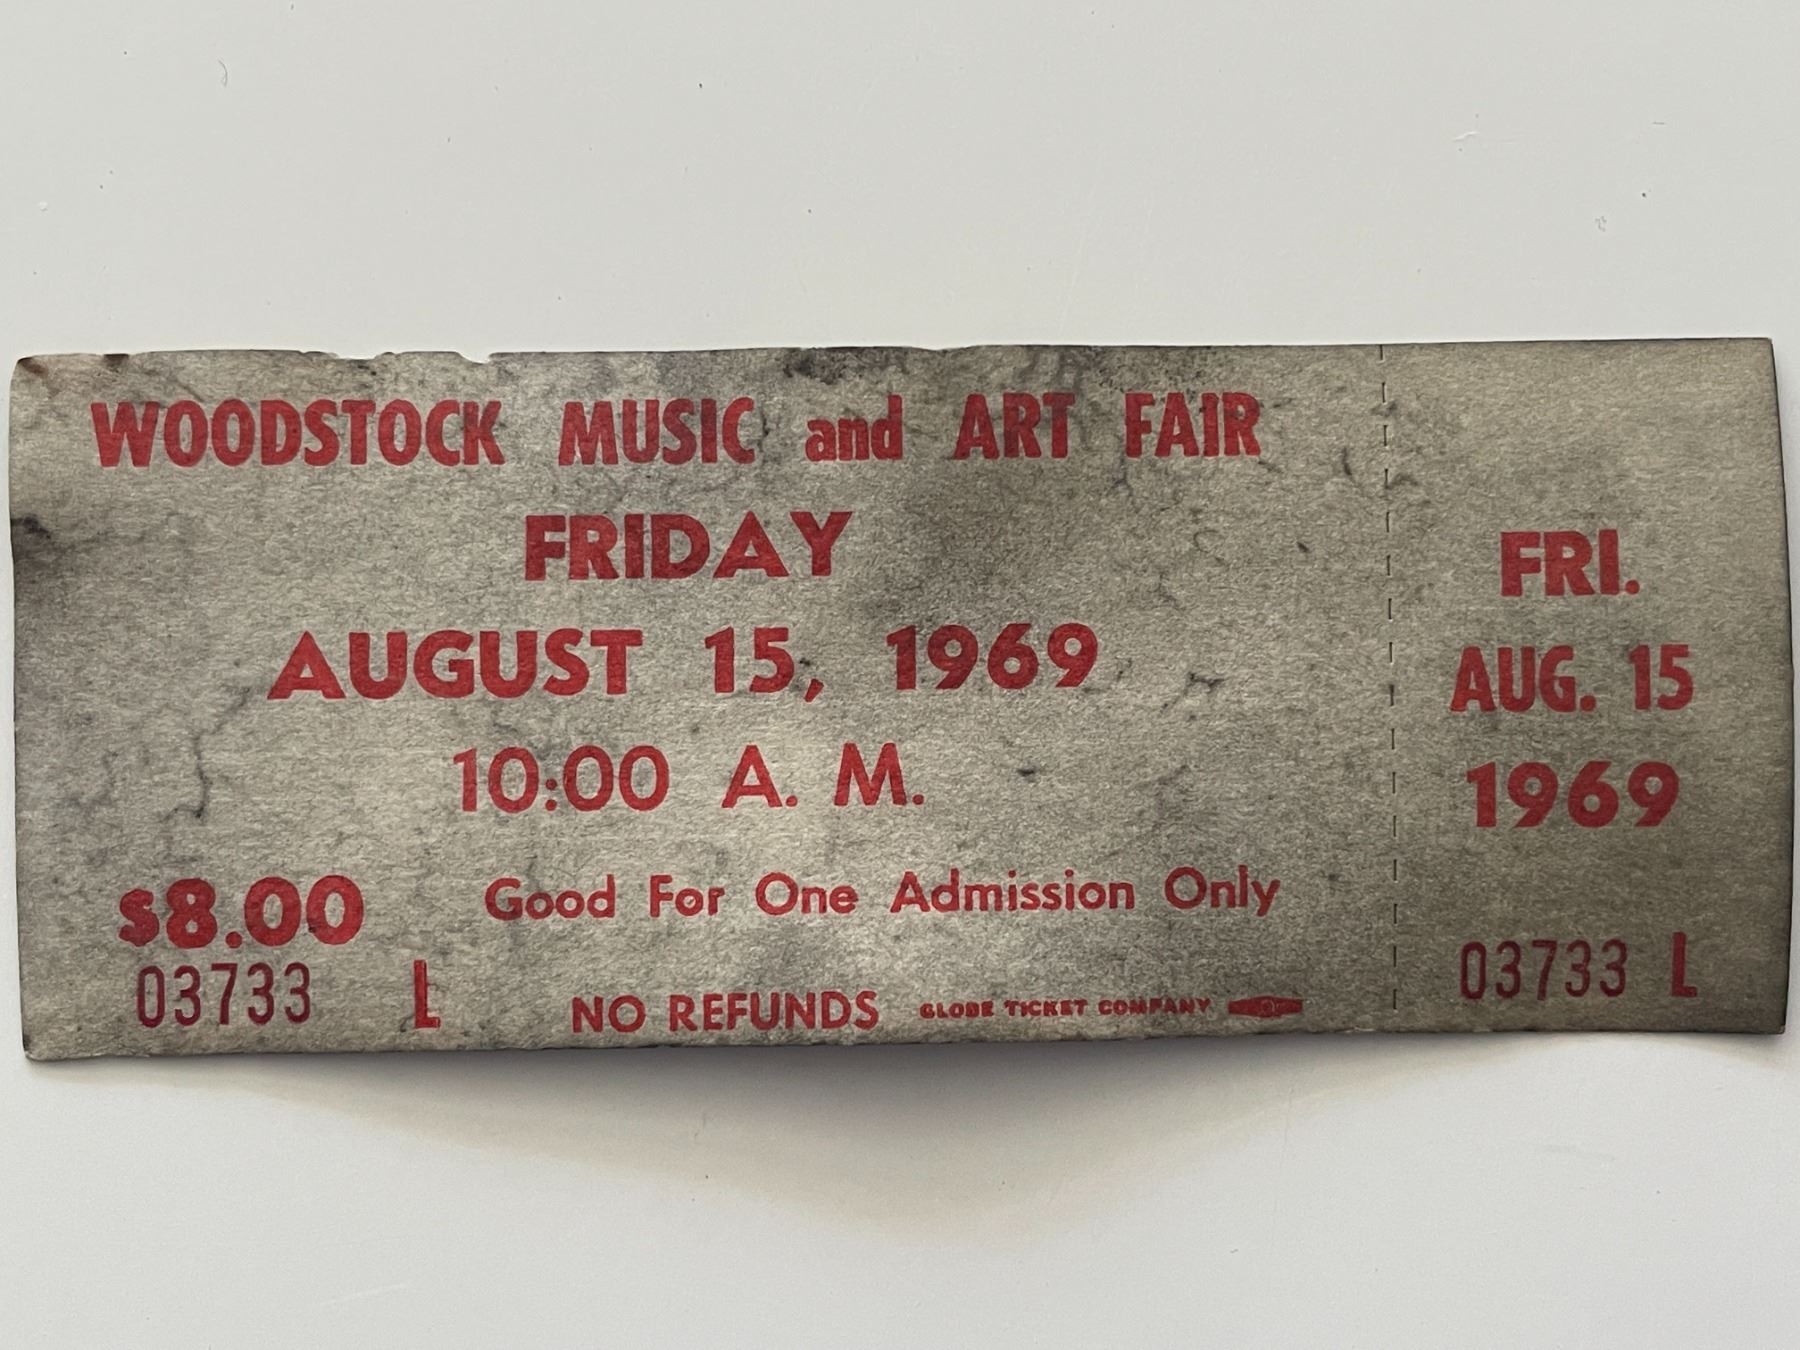 WOODSTOCK MUSIC and ART FAIR
FRIDAY
AUGUST 15, 1969
10:00 A. M.
$8.00 Good For One Admission Only
03733 L
NO REFUNDS GLOBE TICKET COMPANY
FRI.
AUG. 15
1969
03733 L